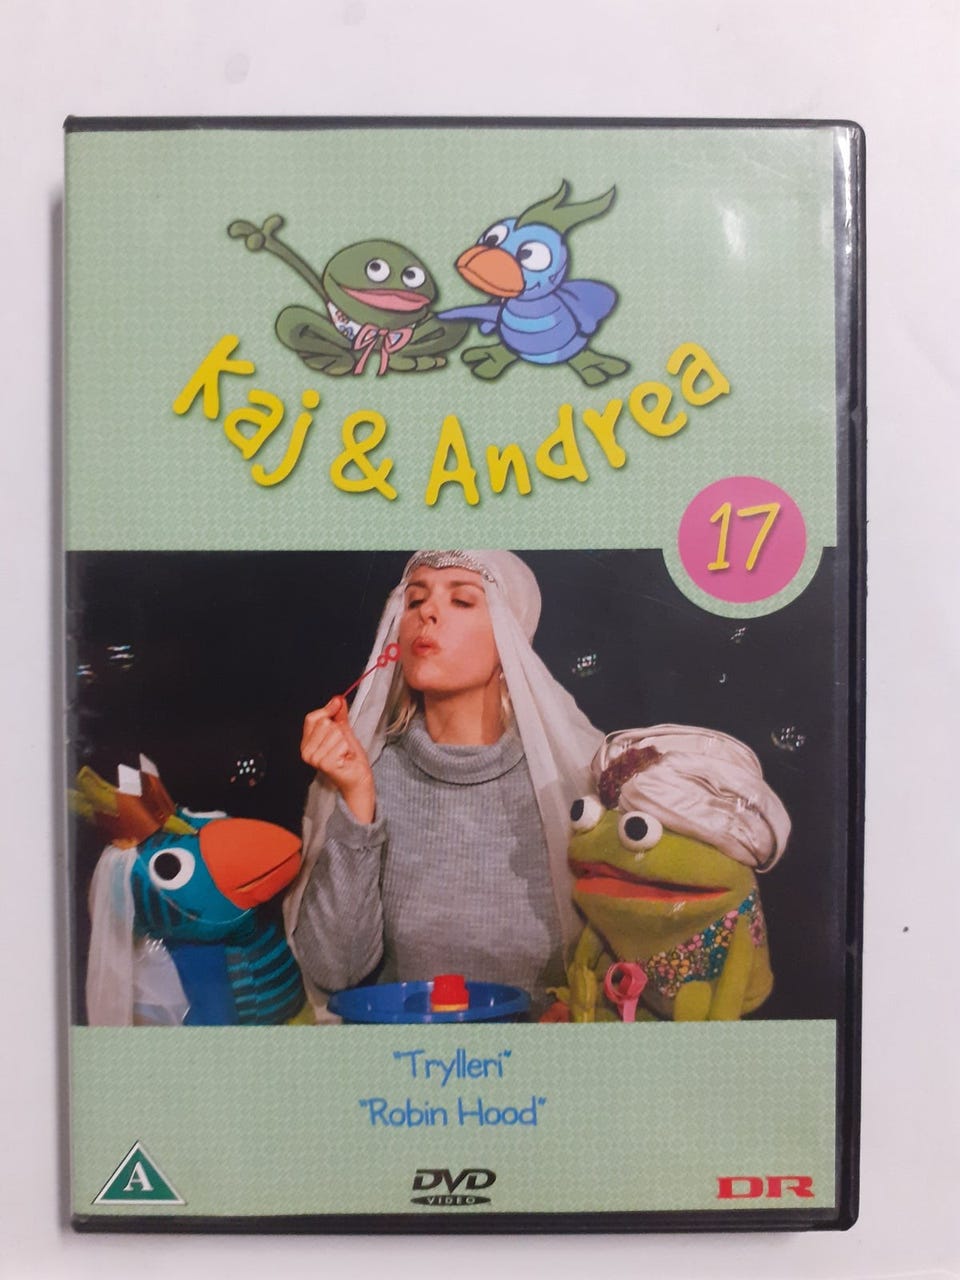 Kaj & Andrea
17
"Trylleri"
"Robin Hood"
A
DVD
VIDEO
DR